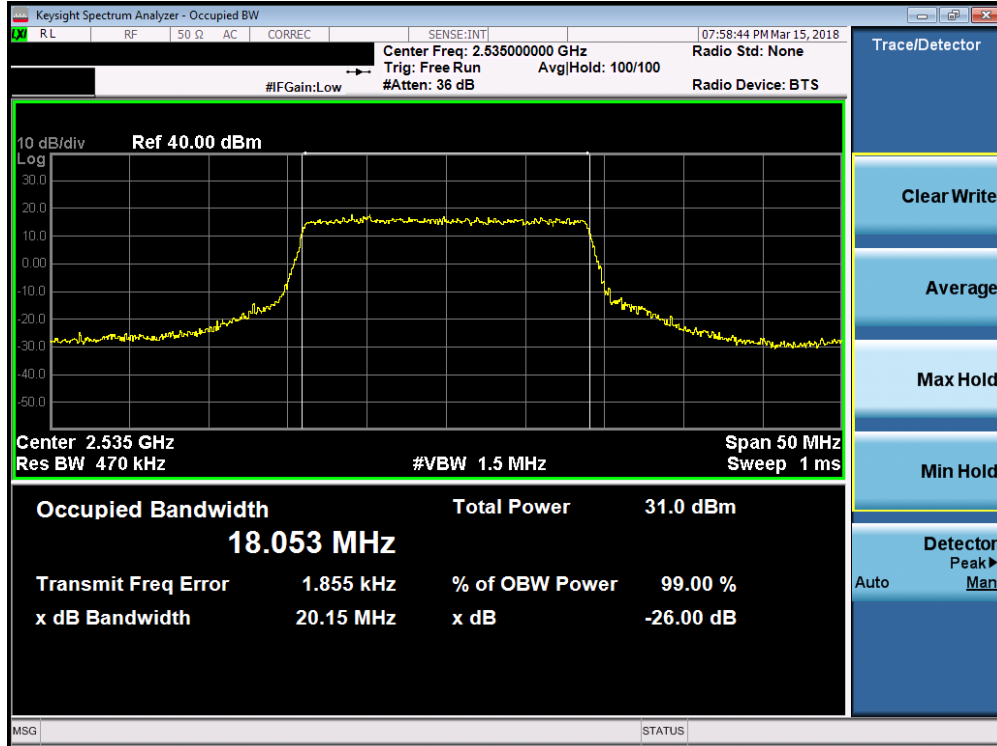 Keysight Spectrum Analyzer - Occupied BW
LXI RL RF 50 Ω AC CORREC SENSE:INT 07:58:44 PM Mar 15, 2018
Center Freq: 2.535000000 GHz Radio Std: None
Trig: Free Run Avg|Hold: 100/100
#IFGain:Low #Atten: 36 dB Radio Device: BTS
Trace/Detector
10 dB/div Ref 40.00 dBm
Log
30.0
20.0
10.0
0.00
-10.0
-20.0
-30.0
-40.0
-50.0
Center 2.535 GHz Span 50 MHz
Res BW 470 kHz #VBW 1.5 MHz Sweep 1 ms
Occupied Bandwidth Total Power 31.0 dBm
18.053 MHz
Transmit Freq Error 1.855 kHz % of OBW Power 99.00 %
x dB Bandwidth 20.15 MHz x dB -26.00 dB
Clear Write
Average
Max Hold
Min Hold
Detector
Peak▶
Auto Man
MSG STATUS